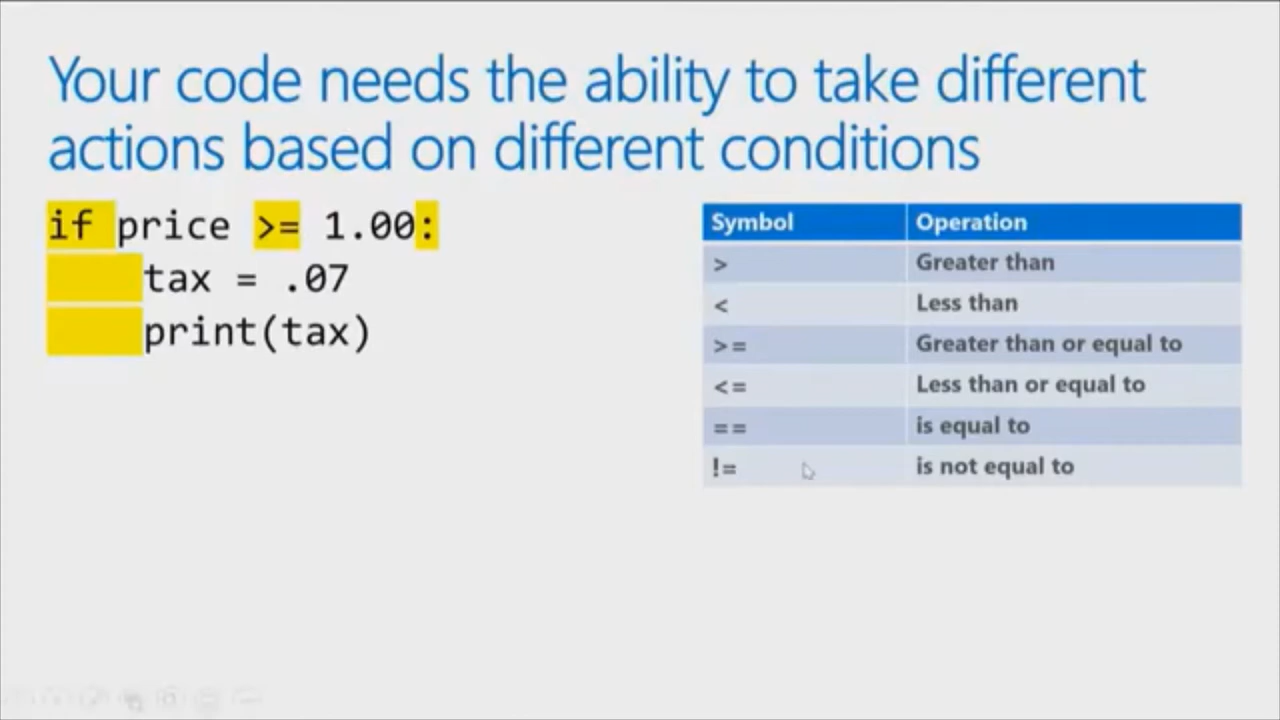 Your code needs the ability to take different
actions based on different conditions
if price >= 1.00:
    tax = .07
    print(tax)
Symbol Operation
> Greater than
< Less than
>= Greater than or equal to
<= Less than or equal to
== is equal to
!= is not equal to